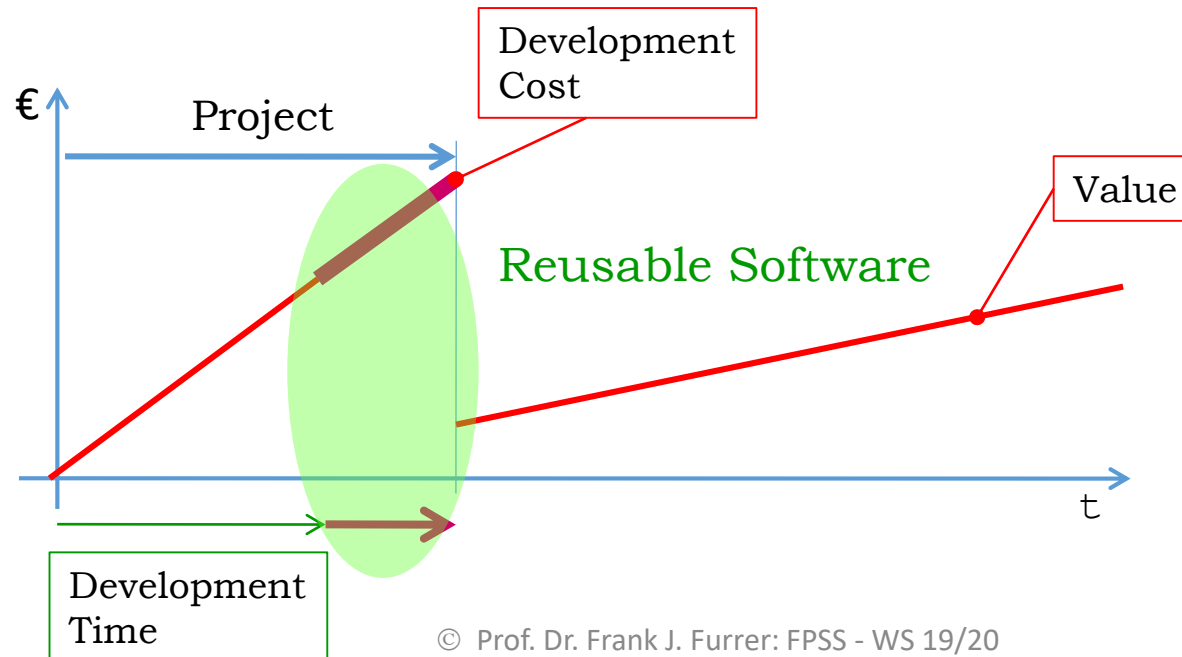 Development
Cost
€
Project
Value
Reusable Software
t
Development
Time
© Prof. Dr. Frank J. Furrer: FPSS - WS 19/20